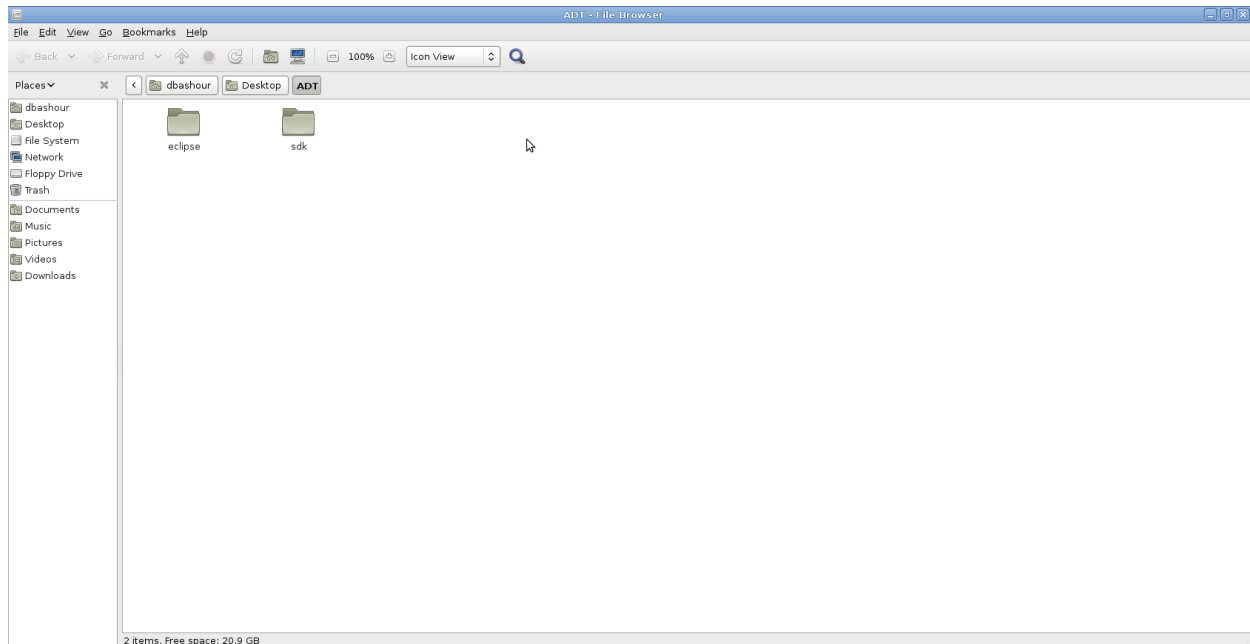 ADT - File Browser
File Edit View Go Bookmarks Help
Back Forward 100% Icon View
Places dbashour Desktop ADT
dbashour
Desktop
File System
Network
Floppy Drive
Trash
Documents
Music
Pictures
Videos
Downloads
eclipse sdk
2 items, Free space: 20.9 GB